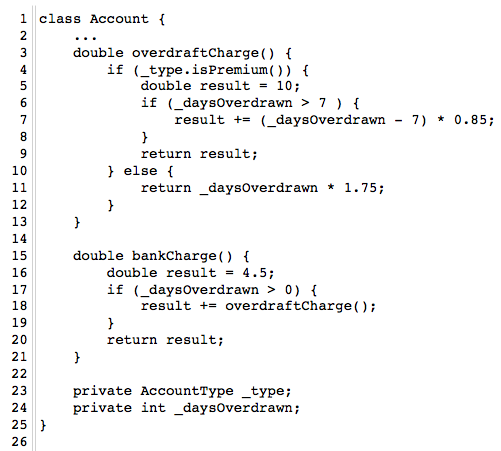 1 class Account {
2     ...
3     double overdraftCharge() {
4         if (_type.isPremium()) {
5             double result = 10;
6             if (_daysOverdrawn > 7 ) {
7                 result += (_daysOverdrawn - 7) * 0.85;
8             }
9             return result;
10         } else {
11             return _daysOverdrawn * 1.75;
12         }
13     }
14
15     double bankCharge() {
16         double result = 4.5;
17         if (_daysOverdrawn > 0) {
18             result += overdraftCharge();
19         }
20         return result;
21     }
22
23     private AccountType _type;
24     private int _daysOverdrawn;
25 }
26